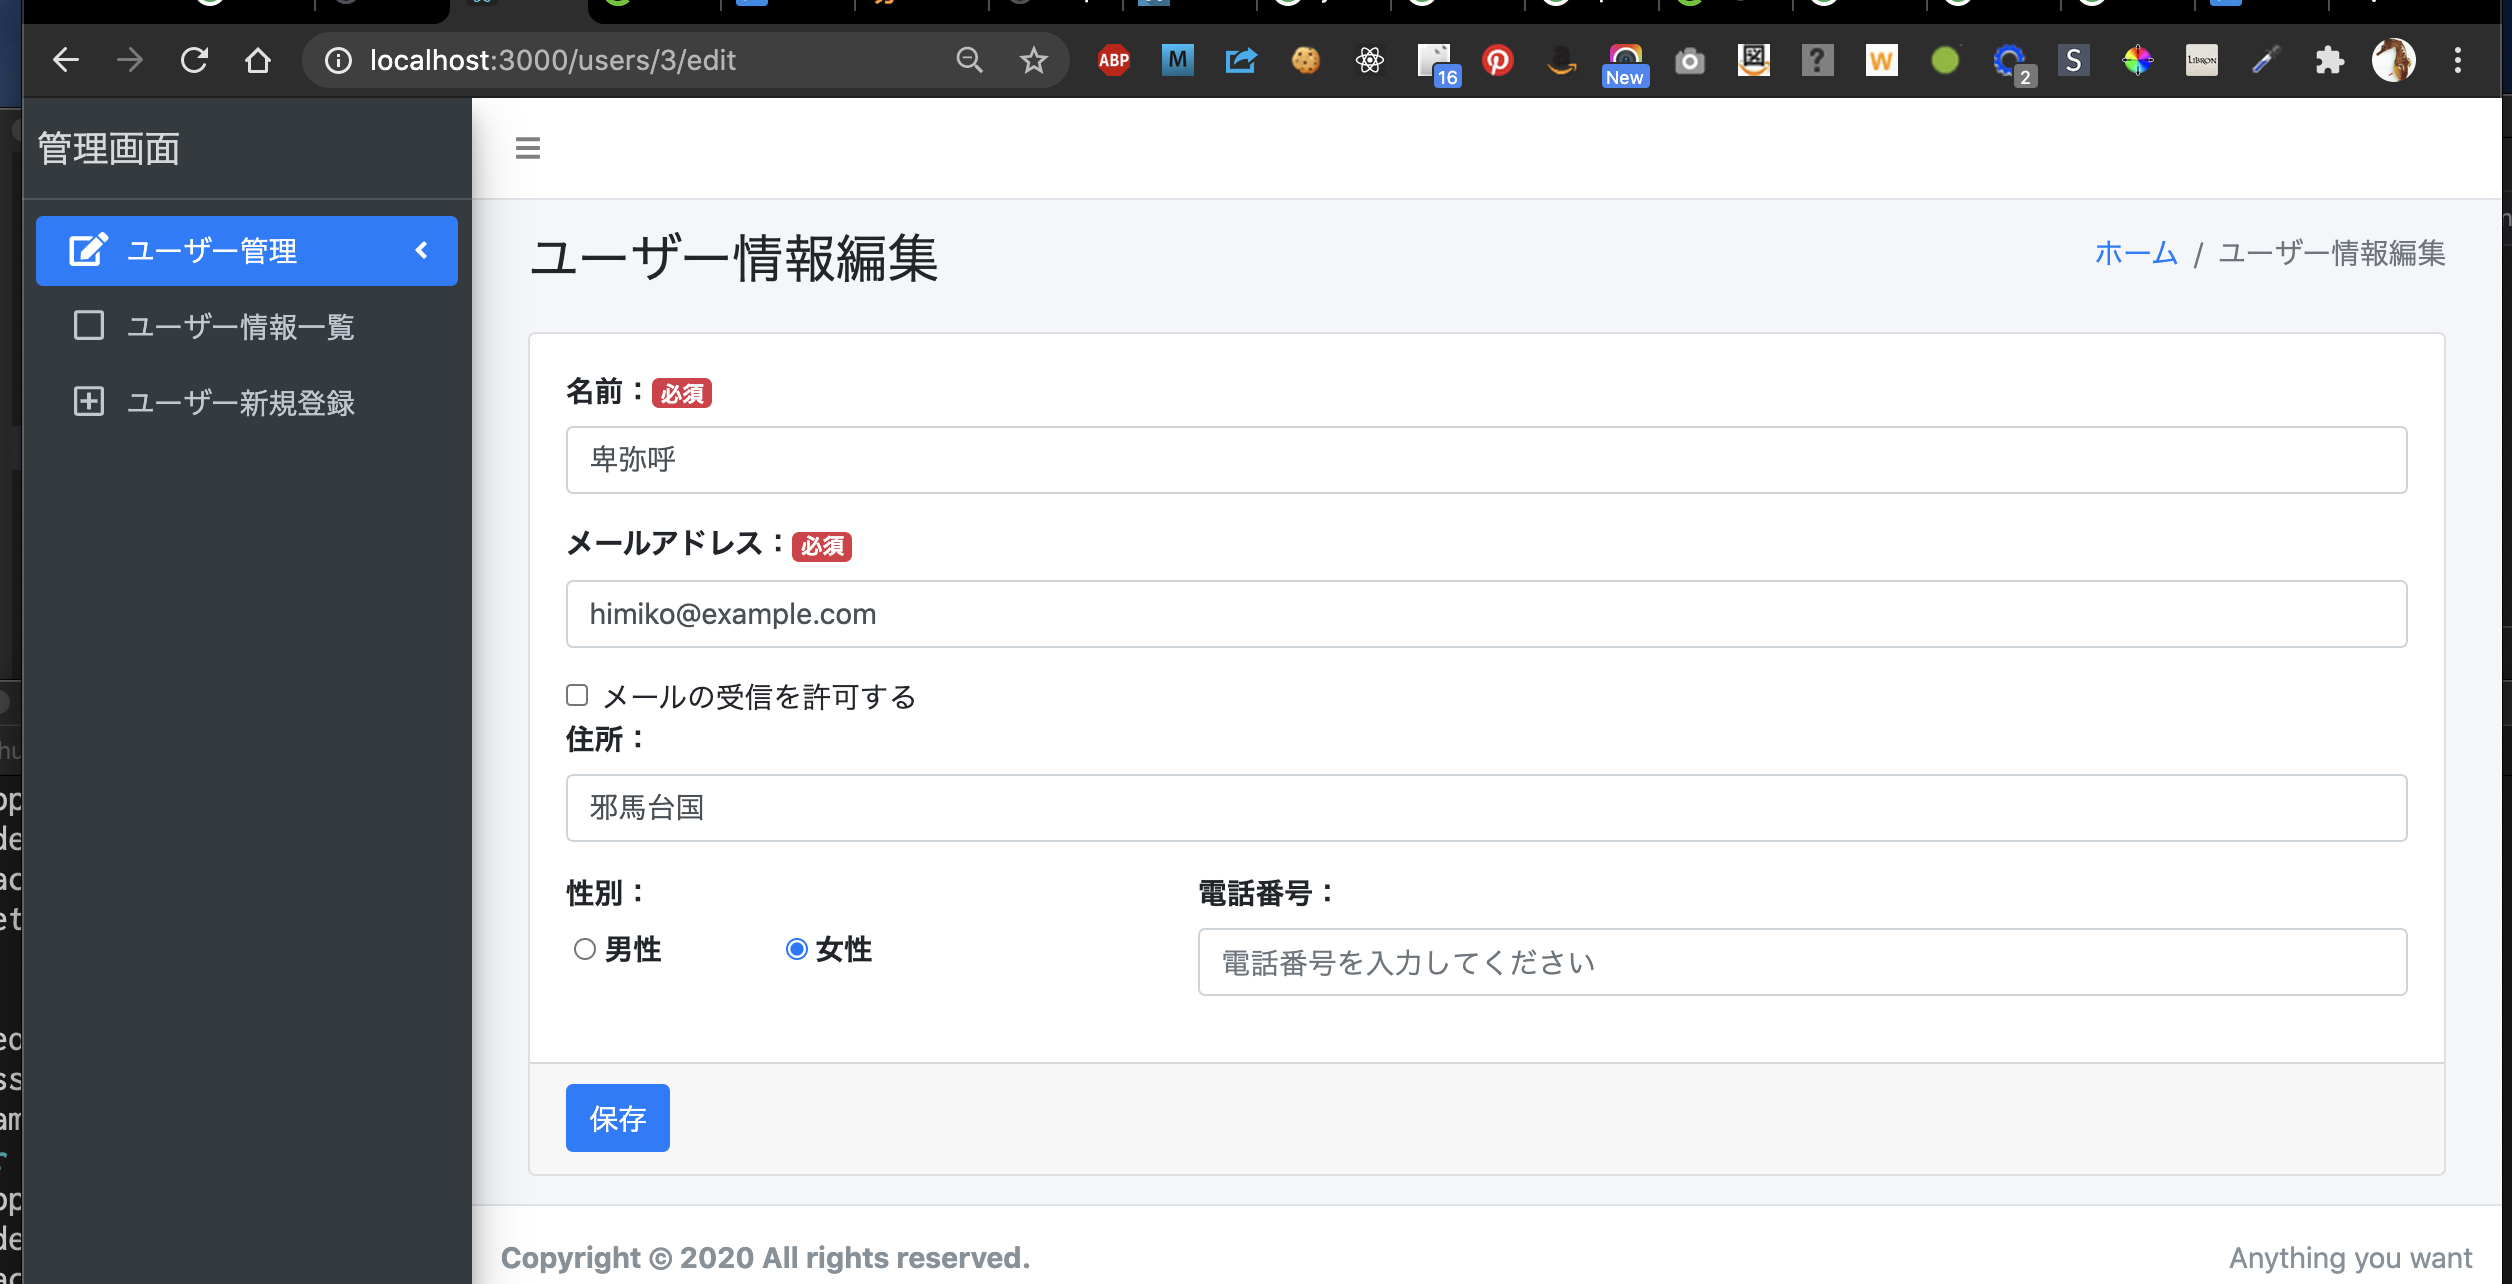 localhost:3000/users/3/edit
ABP
M
16
New
?
W
2
S
LIBRON
管理画面
ユーザー管理
ユーザー情報一覧
ユーザー新規登録
ユーザー情報編集
ホーム / ユーザー情報編集
名前：必須
卑弥呼
メールアドレス：必須
himiko@example.com
メールの受信を許可する
住所：
邪馬台国
性別：
男性 女性
電話番号：
電話番号を入力してください
保存
Copyright © 2020 All rights reserved.
Anything you want